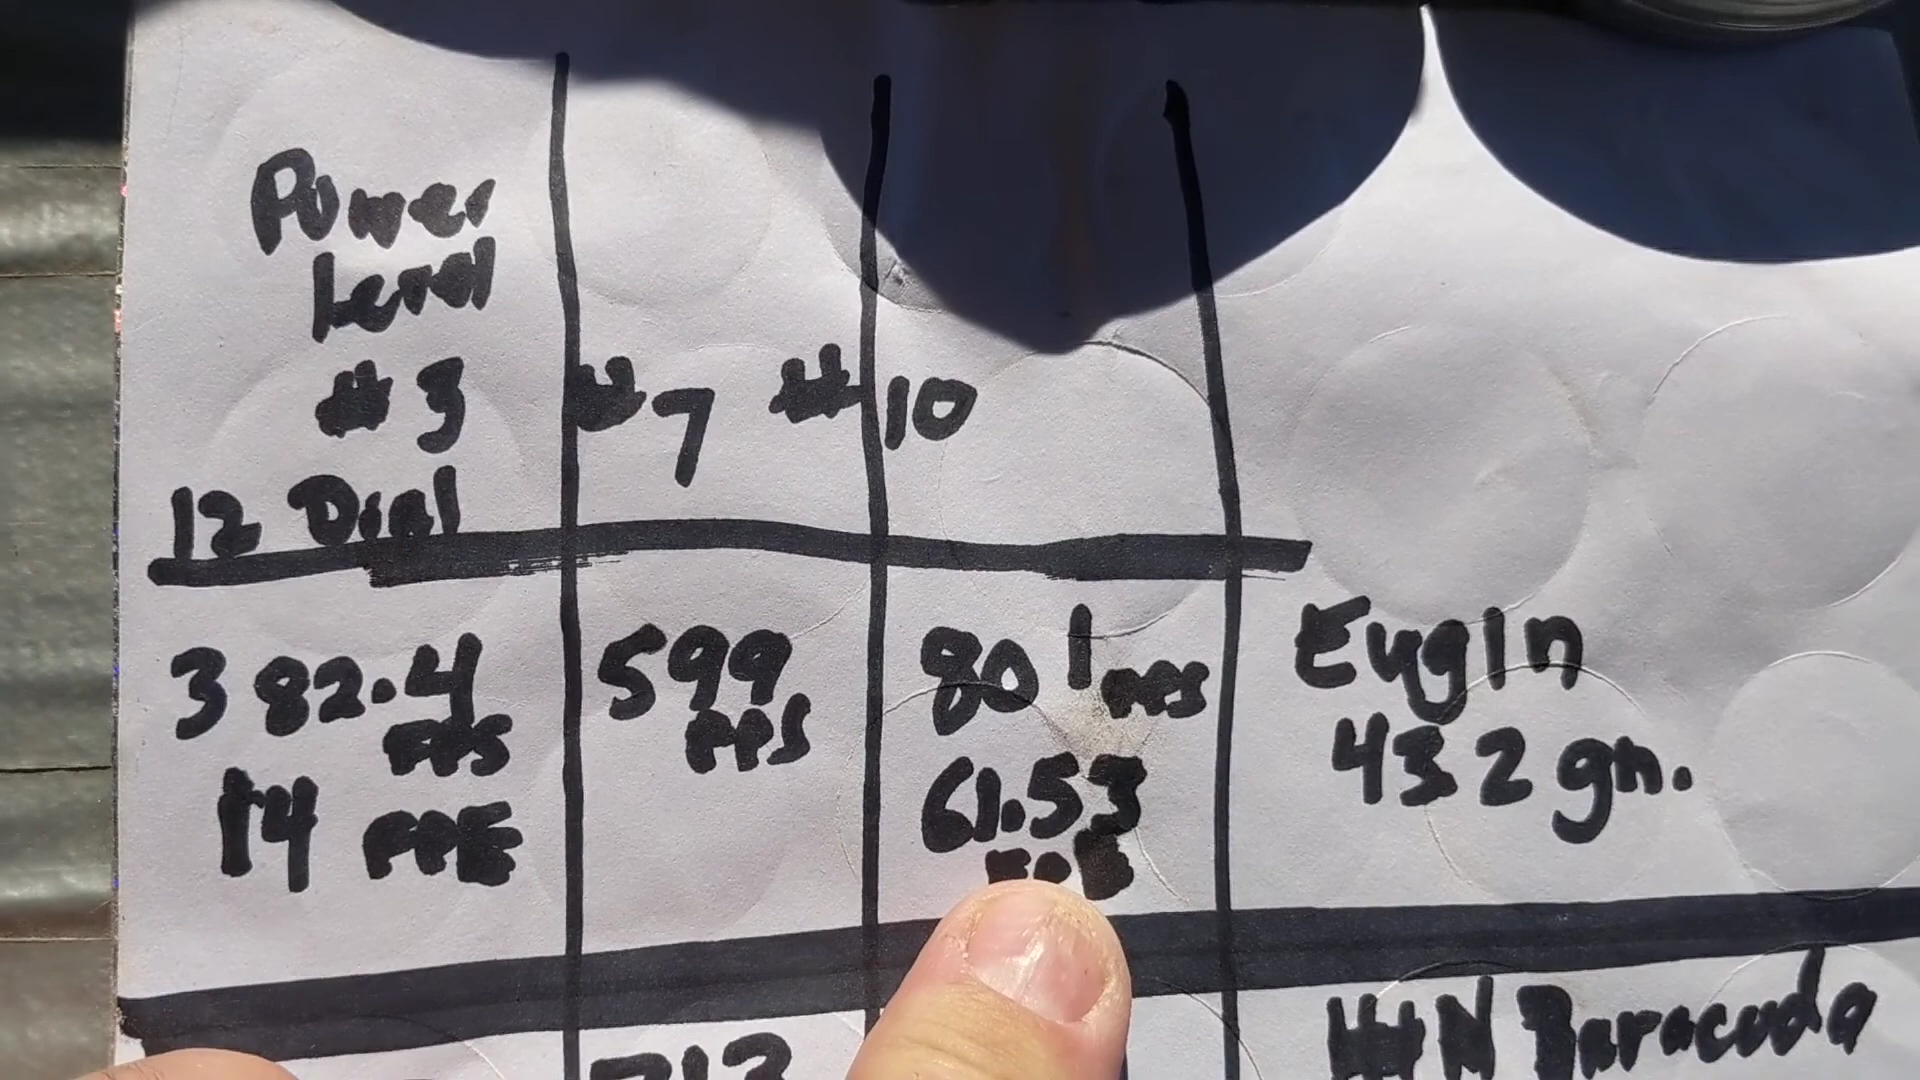 Power
Level
# 3 #7 #10
12 Dial
382.4 FPS
14 FPE
599 FPS
801 FPS
61.53 FPE
Eugin
43.2 gn.
713
H+N Baracuda